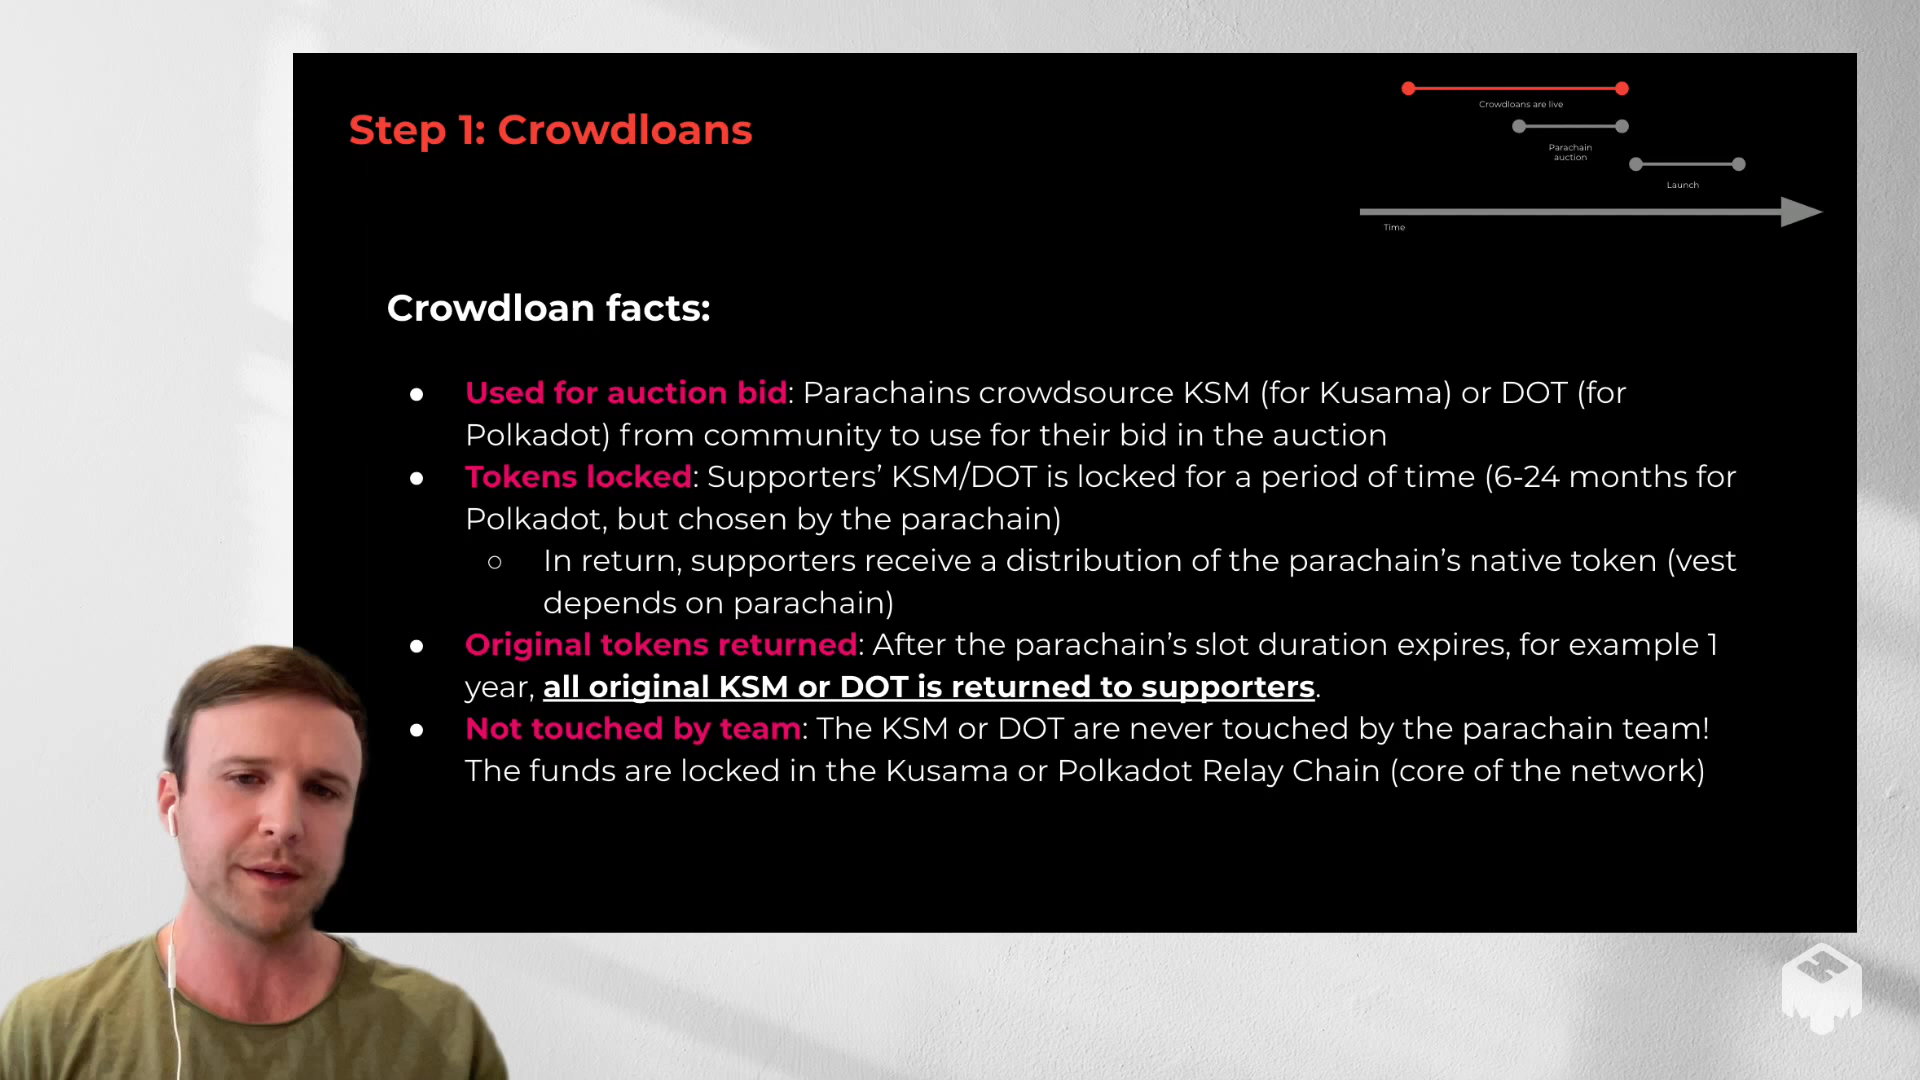 Step 1: Crowdloans
Crowdloans are live
Parachain
auction
Launch
Time
Crowdloan facts:
● Used for auction bid: Parachains crowdsource KSM (for Kusama) or DOT (for
Polkadot) from community to use for their bid in the auction
● Tokens locked: Supporters’ KSM/DOT is locked for a period of time (6-24 months for
Polkadot, but chosen by the parachain)
○ In return, supporters receive a distribution of the parachain’s native token (vest
depends on parachain)
● Original tokens returned: After the parachain’s slot duration expires, for example 1
year, all original KSM or DOT is returned to supporters.
● Not touched by team: The KSM or DOT are never touched by the parachain team!
The funds are locked in the Kusama or Polkadot Relay Chain (core of the network)